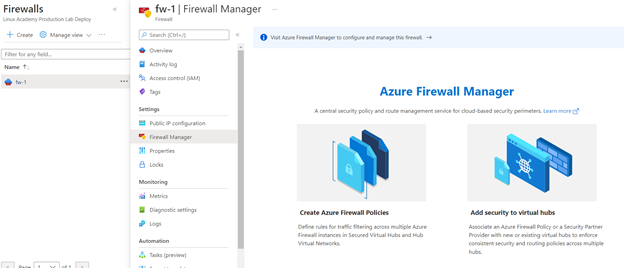 Firewalls
Linux Academy Production Lab Deploy
Create
Manage view
Filter for any field...
Name
fw-1
Page 1 of 1
fw-1 | Firewall Manager
Firewall
Search (Ctrl+/)
Overview
Activity log
Access control (IAM)
Tags
Settings
Public IP configuration
Firewall Manager
Properties
Locks
Monitoring
Metrics
Diagnostic settings
Logs
Automation
Tasks (preview)
Visit Azure Firewall Manager to configure and manage this firewall.
Azure Firewall Manager
A central security policy and route management service for cloud-based security perimeters. Learn more
Create Azure Firewall Policies
Define rules for traffic filtering across multiple Azure
Firewall instances in Secured Virtual Hubs and Hub
Virtual Networks.
Add security to virtual hubs
Associate an Azure Firewall Policy or a Security Partner
Provider with new or existing virtual hubs to enforce
consistent security and routing policies across multiple
hubs.